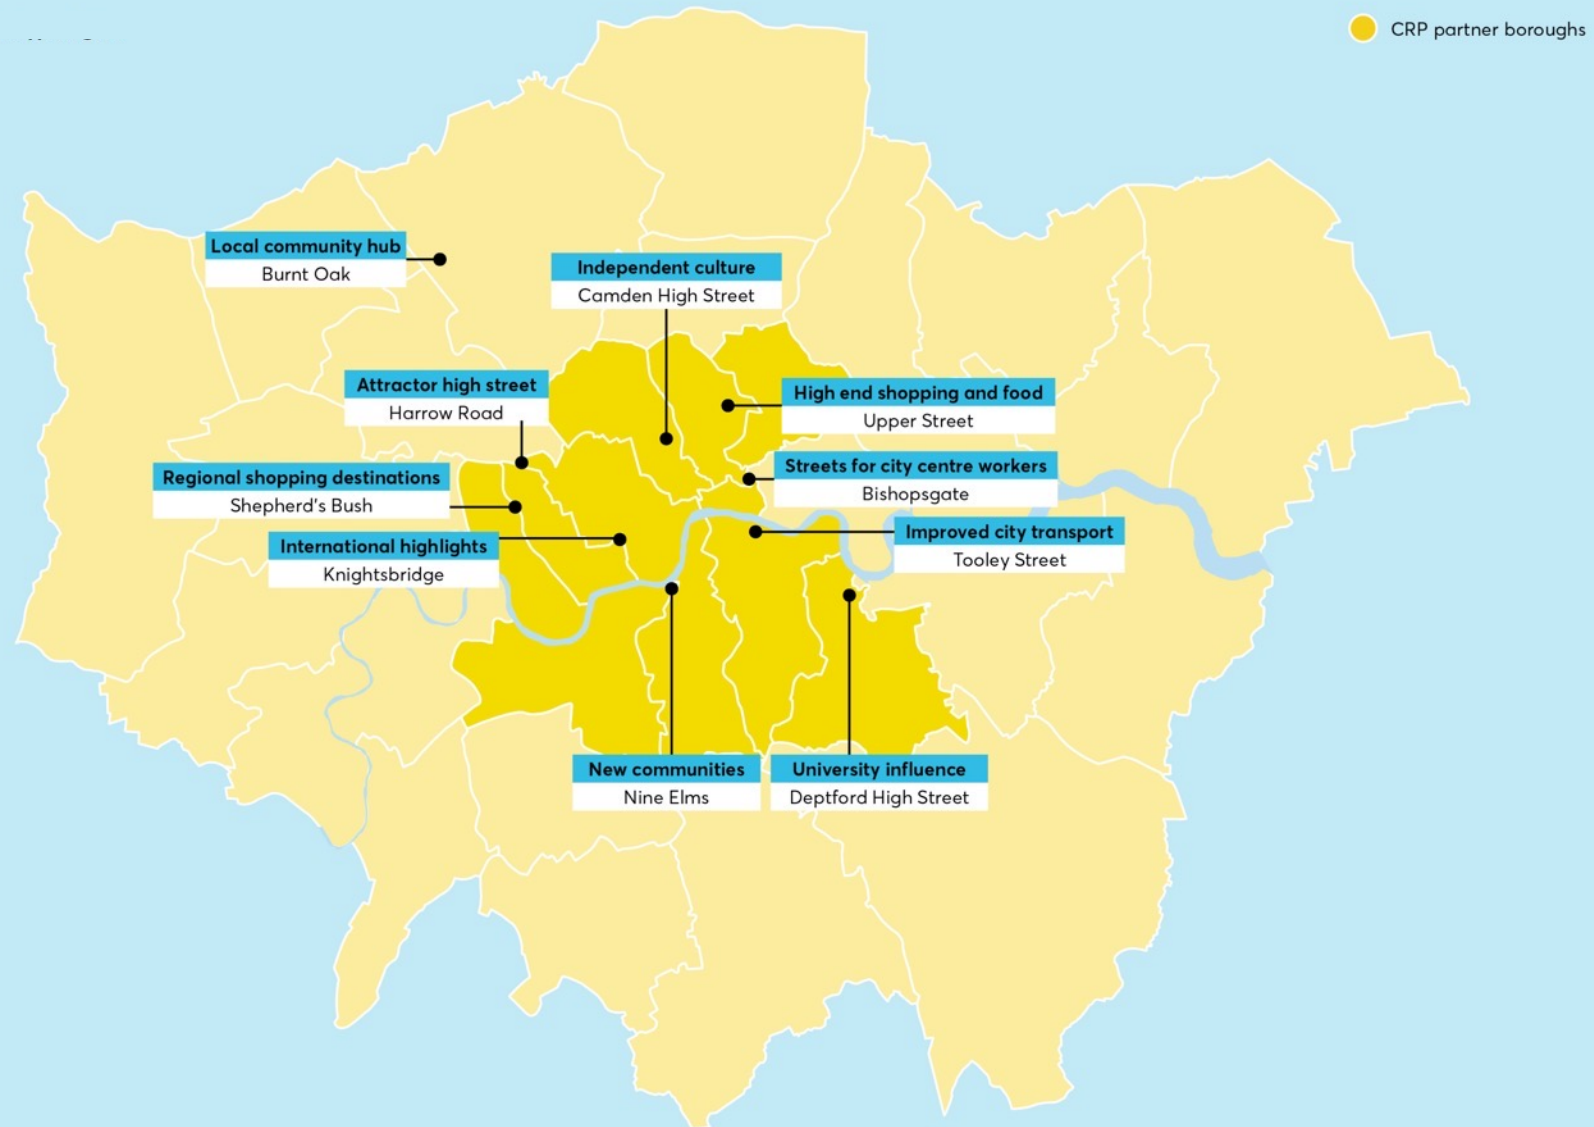 CRP partner boroughs
Local community hub
Burnt Oak
Independent culture
Camden High Street
Attractor high street
Harrow Road
High end shopping and food
Upper Street
Streets for city centre workers
Bishopsgate
Regional shopping destinations
Shepherd's Bush
Improved city transport
Tooley Street
International highlights
Knightsbridge
New communities
Nine Elms
University influence
Deptford High Street